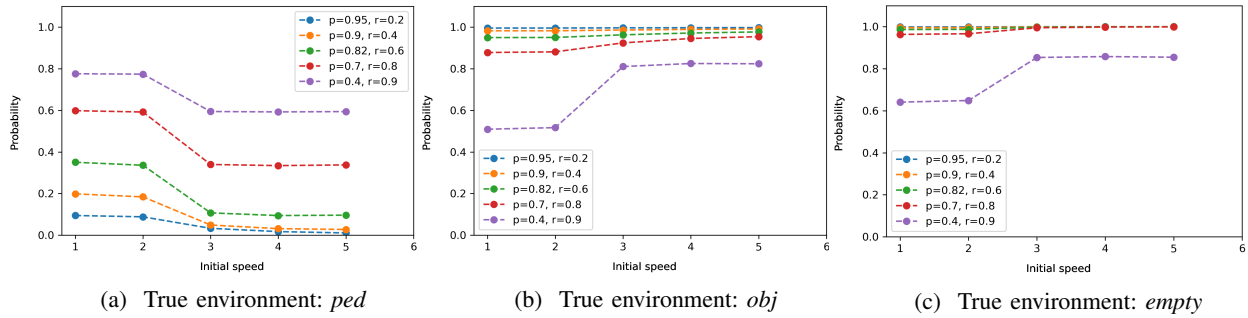 1.0
0.8
0.6
0.4
0.2
0.0
Probability
1 2 3 4 5 6
Initial speed
p=0.95, r=0.2
p=0.9, r=0.4
p=0.82, r=0.6
p=0.7, r=0.8
p=0.4, r=0.9
(a) True environment: ped
1.0
0.8
0.6
0.4
0.2
0.0
Probability
p=0.95, r=0.2
p=0.9, r=0.4
p=0.82, r=0.6
p=0.7, r=0.8
p=0.4, r=0.9
1 2 3 4 5 6
Initial speed
(b) True environment: obj
1.0
0.8
0.6
0.4
0.2
0.0
Probability
p=0.95, r=0.2
p=0.9, r=0.4
p=0.82, r=0.6
p=0.7, r=0.8
p=0.4, r=0.9
1 2 3 4 5 6
Initial speed
(c) True environment: empty